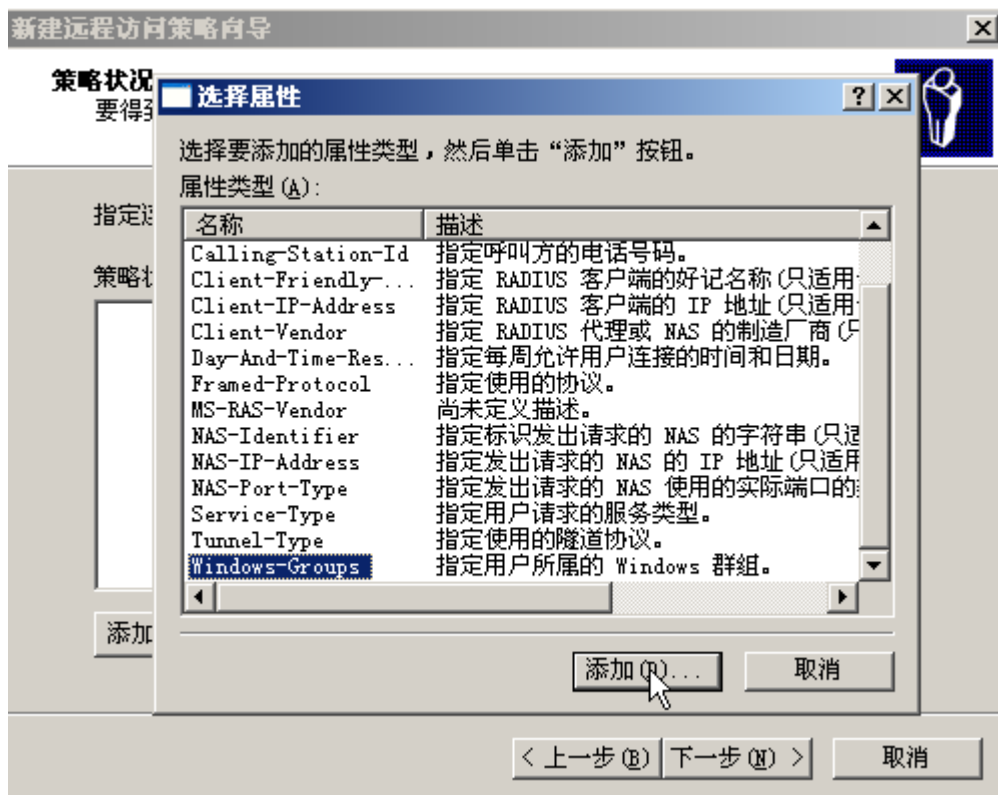 新建远程访问策略向导
策略状况
要得到
选择属性
选择要添加的属性类型，然后单击“添加”按钮。
属性类型(A):
指定
策略
名称 描述
Calling-Station-Id 指定呼叫方的电话号码。
Client-Friendly-... 指定 RADIUS 客户端的好记名称(只适用
Client-IP-Address 指定 RADIUS 客户端的 IP 地址(只适用
Client-Vendor 指定 RADIUS 代理或 NAS 的制造厂商(只
Day-And-Time-Res... 指定每周允许用户连接的时间和日期。
Framed-Protocol 指定使用的协议。
MS-RAS-Vendor 尚未定义描述。
NAS-Identifier 指定标识发出请求的 NAS 的字符串(只适
NAS-IP-Address 指定发出请求的 NAS 的 IP 地址(只适用
NAS-Port-Type 指定发出请求的 NAS 使用的实际端口的
Service-Type 指定用户请求的服务类型。
Tunnel-Type 指定使用的隧道协议。
Windows-Groups 指定用户所属的 Windows 群组。
添加
添加(D)... 取消
< 上一步(B) 下一步(N) > 取消